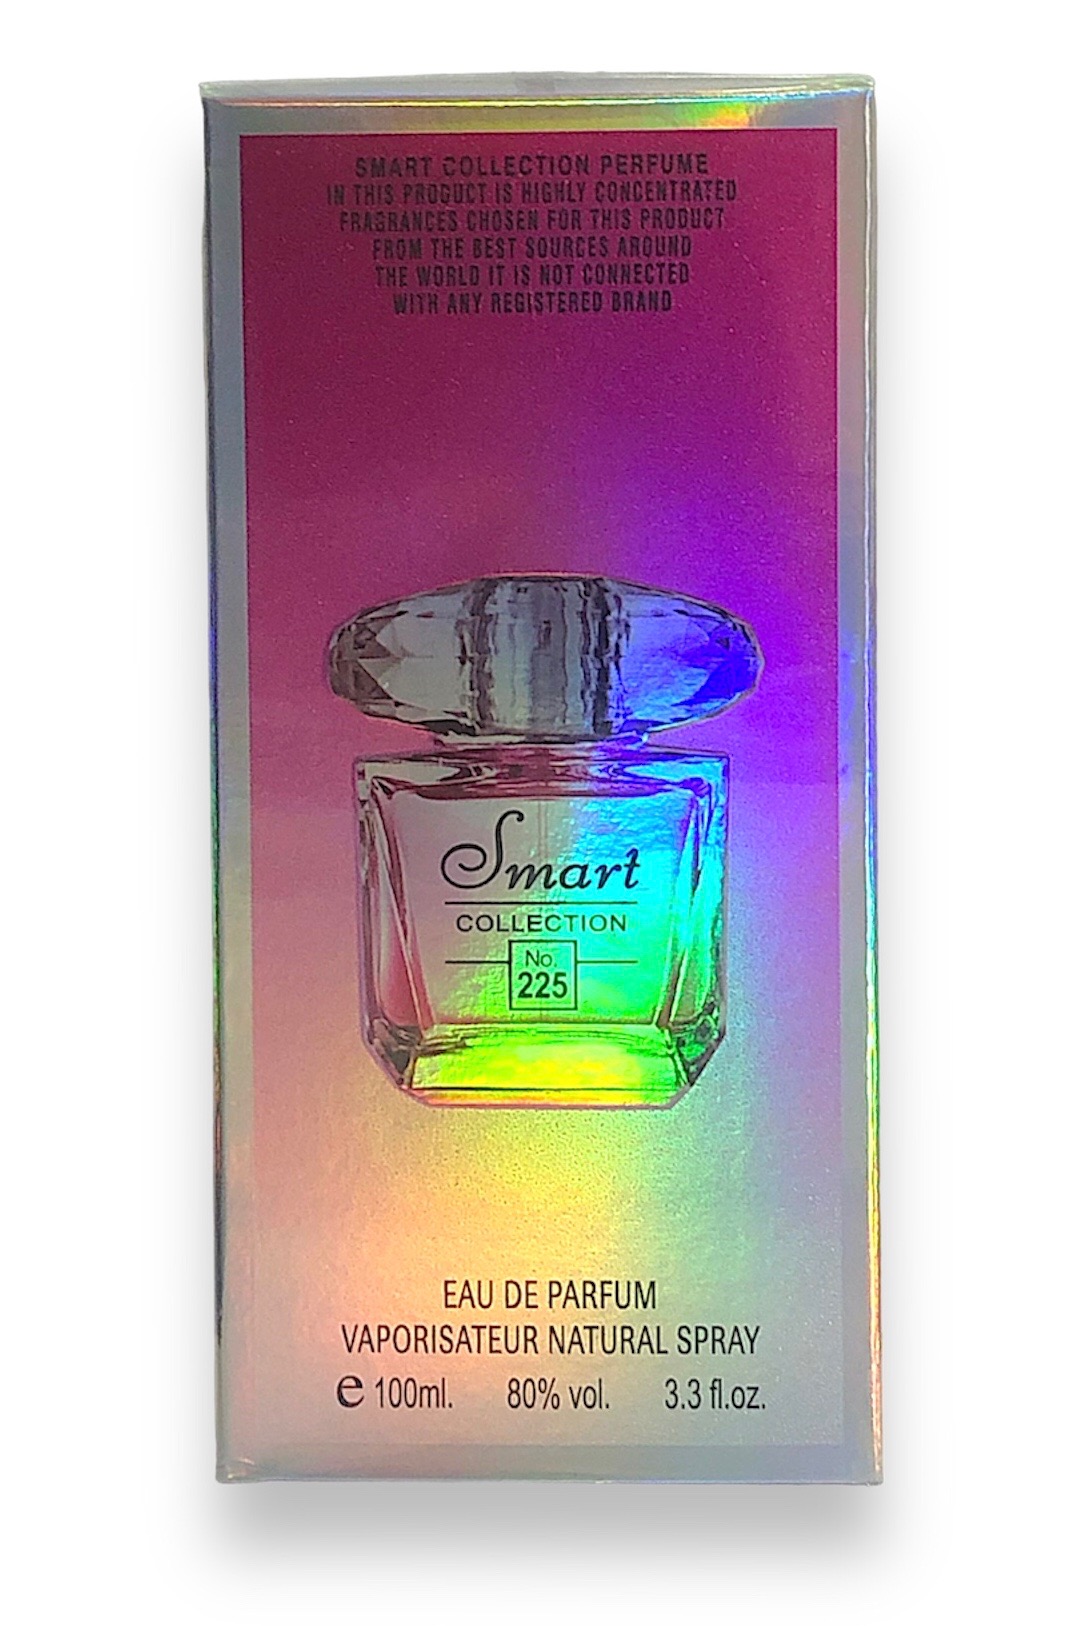 SMART COLLECTION PERFUME
IN THIS PRODUCT IS HIGHLY CONCENTRATED
FRAGRANCES CHOSEN FOR THIS PRODUCT
FROM THE BEST SOURCES AROUND
THE WORLD IT IS NOT CONNECTED
WITH ANY REGISTERED BRAND
Smart
COLLECTION
No.
225
EAU DE PARFUM
VAPORISATEUR NATURAL SPRAY
e 100ml. 80% vol. 3.3 fl.oz.